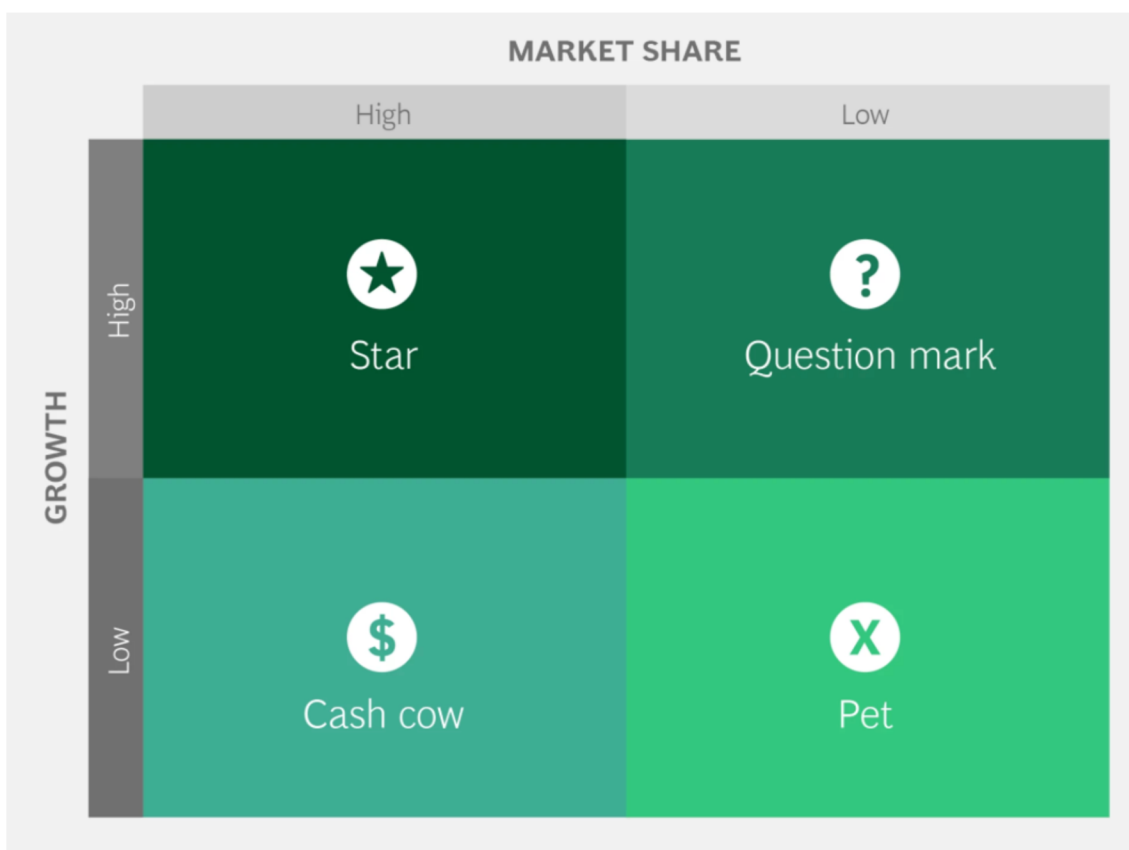 MARKET SHARE
High
Low
GROWTH
High
★
Star
?
Question mark
Low
$
Cash cow
X
Pet